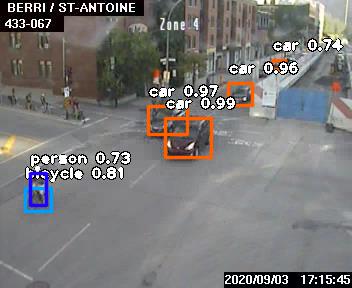 BERRI / ST-ANTOINE
433-067
Zone 4
car 0.74
car 0.96
car 0.97
car 0.99
person 0.73
bicycle 0.81
2020/09/03 17:15:45